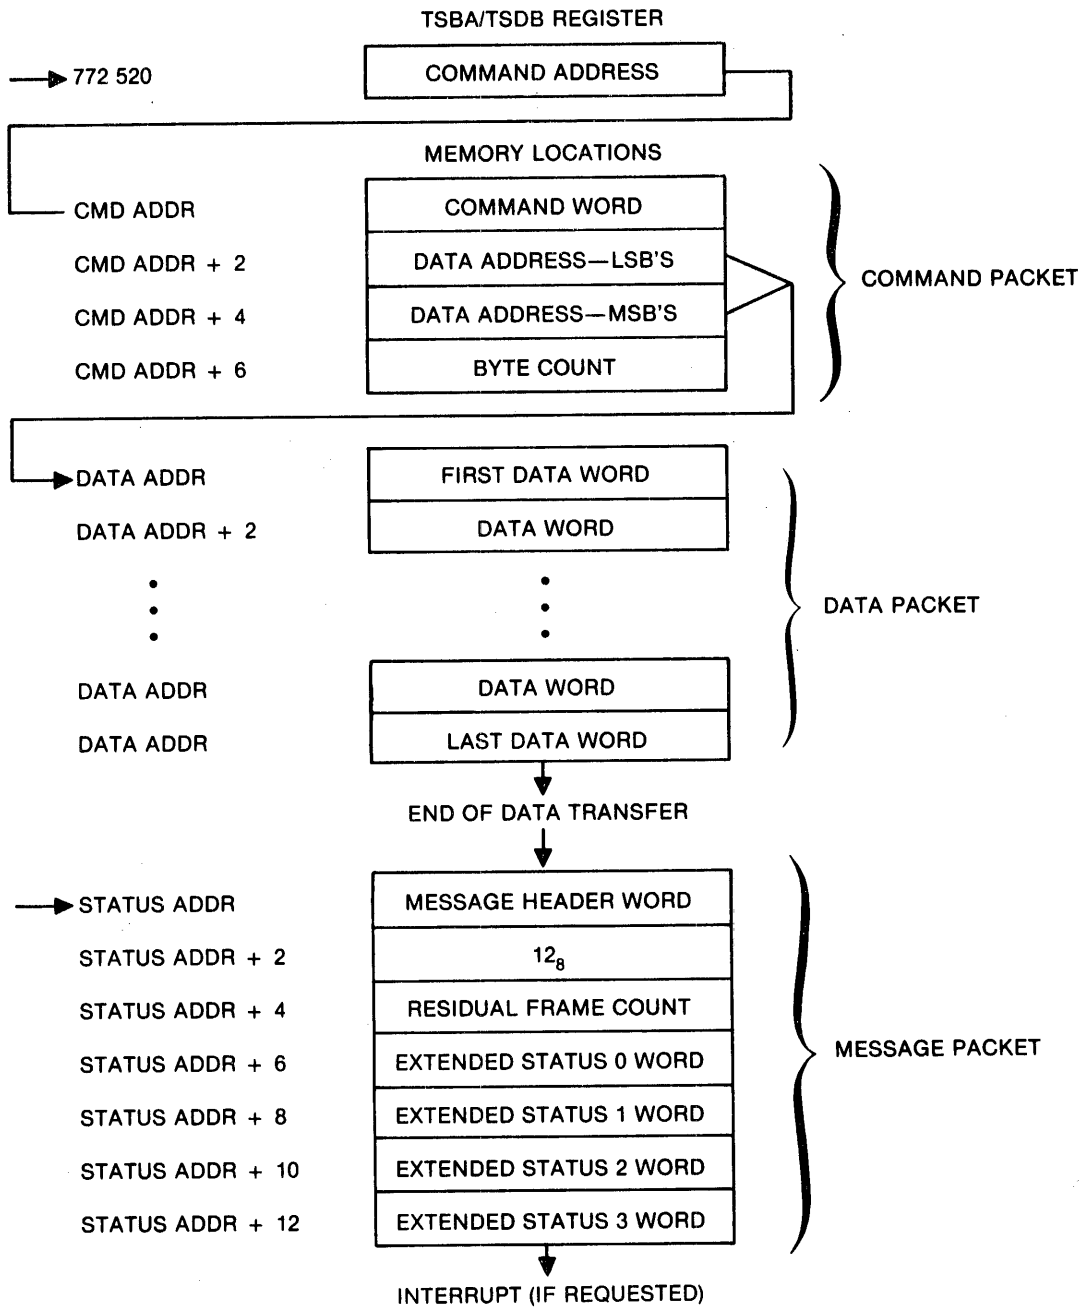 TSBA/TSDB REGISTER
772 520
COMMAND ADDRESS
MEMORY LOCATIONS
CMD ADDR
COMMAND WORD
CMD ADDR + 2
DATA ADDRESS—LSB'S
COMMAND PACKET
CMD ADDR + 4
DATA ADDRESS—MSB'S
CMD ADDR + 6
BYTE COUNT
DATA ADDR
FIRST DATA WORD
DATA ADDR + 2
DATA WORD
DATA PACKET
DATA ADDR
DATA WORD
DATA ADDR
LAST DATA WORD
END OF DATA TRANSFER
STATUS ADDR
MESSAGE HEADER WORD
STATUS ADDR + 2
12₈
STATUS ADDR + 4
RESIDUAL FRAME COUNT
MESSAGE PACKET
STATUS ADDR + 6
EXTENDED STATUS 0 WORD
STATUS ADDR + 8
EXTENDED STATUS 1 WORD
STATUS ADDR + 10
EXTENDED STATUS 2 WORD
STATUS ADDR + 12
EXTENDED STATUS 3 WORD
INTERRUPT (IF REQUESTED)